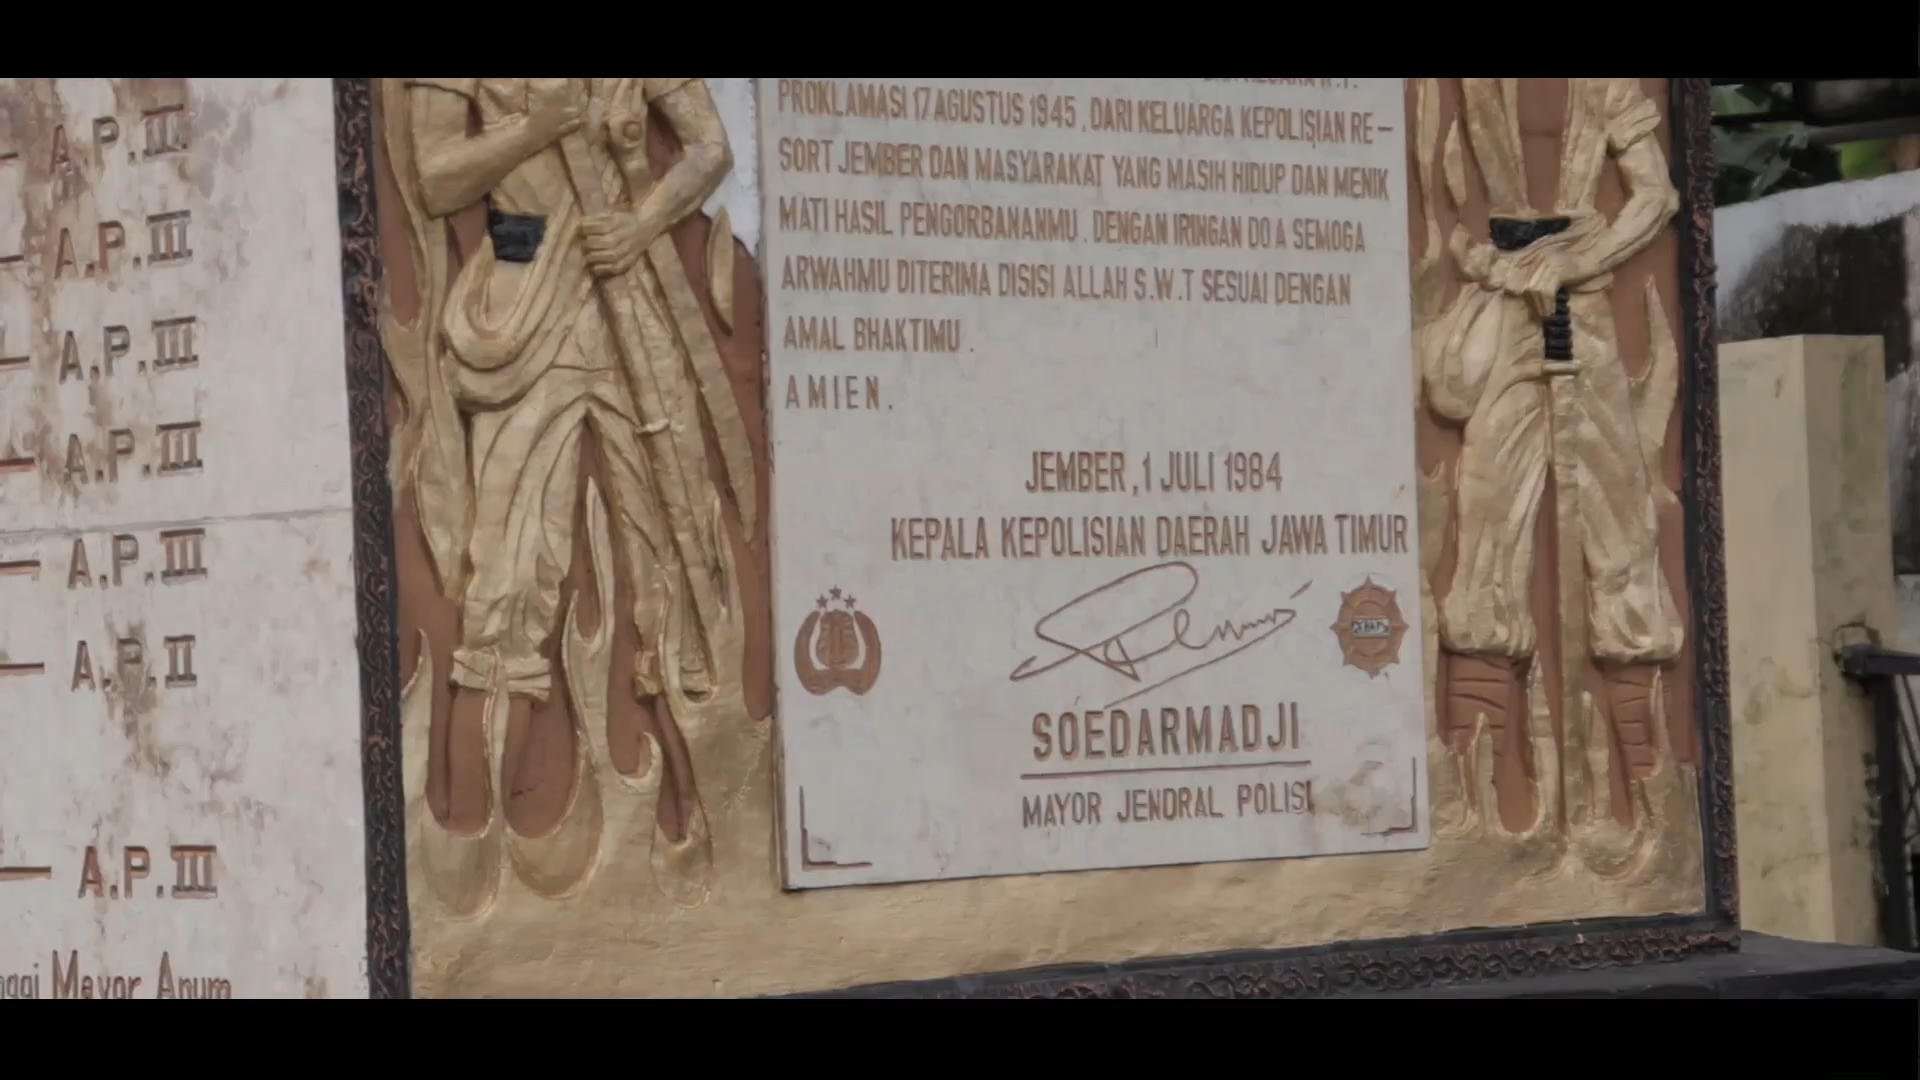 A.P.III
A.P.III
A.P.III
A.P.III
A.P.III
A.P.II
A.P.III
Mayor Anum
PROKLAMASI 17 AGUSTUS 1945 . DARI KELUARGA KEPOLISIAN RE–
SORT JEMBER DAN MASYARAKAT YANG MASIH HIDUP DAN MENIK
MATI HASIL PENGORBANANMU . DENGAN IRINGAN DO A SEMOGA
ARWAHMU DITERIMA DISISI ALLAH S.W.T SESUAI DENGAN
AMAL BHAKTIMU .
AMIEN.
JEMBER , 1 JULI 1984
KEPALA KEPOLISIAN DAERAH JAWA TIMUR
SOEDARMADJI
MAYOR JENDRAL POLISI